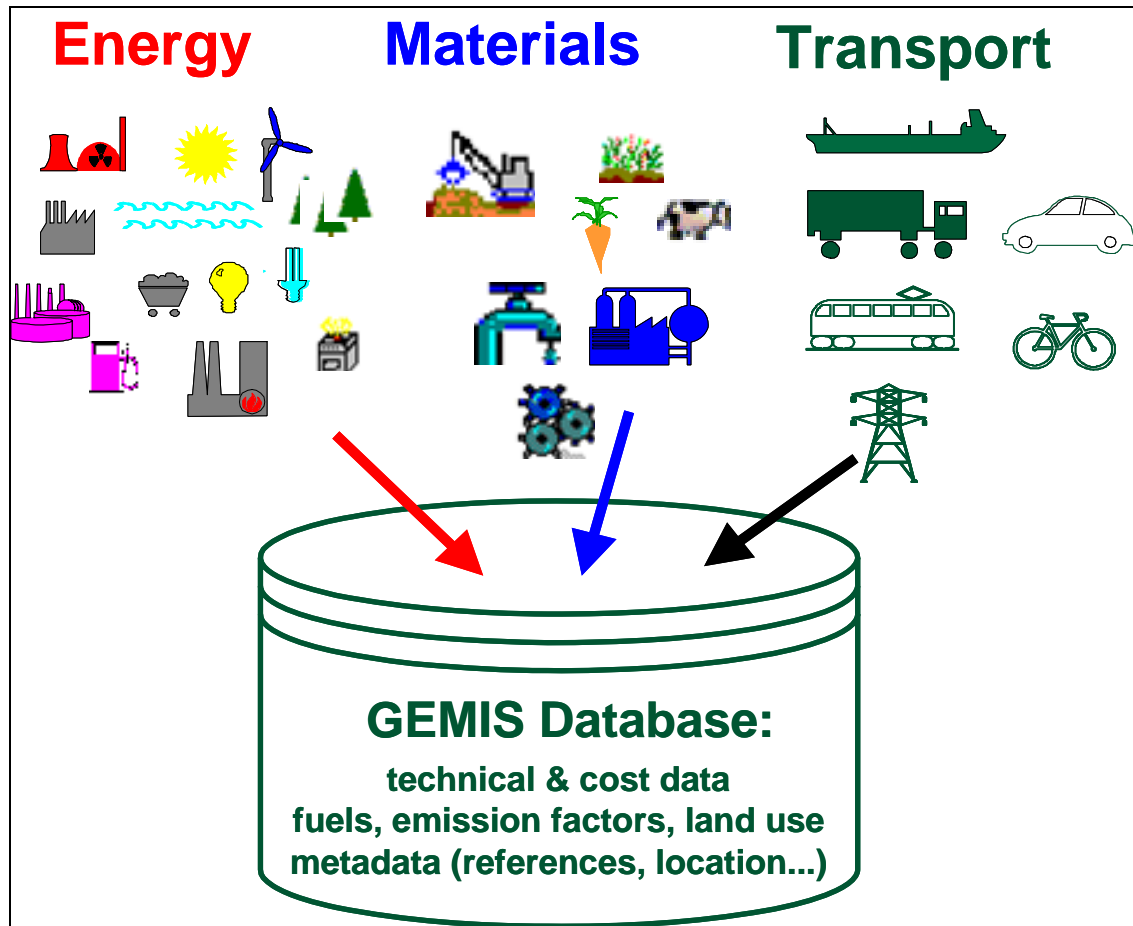 Energy
Materials
Transport
GEMIS Database:
technical & cost data
fuels, emission factors, land use
metadata (references, location...)